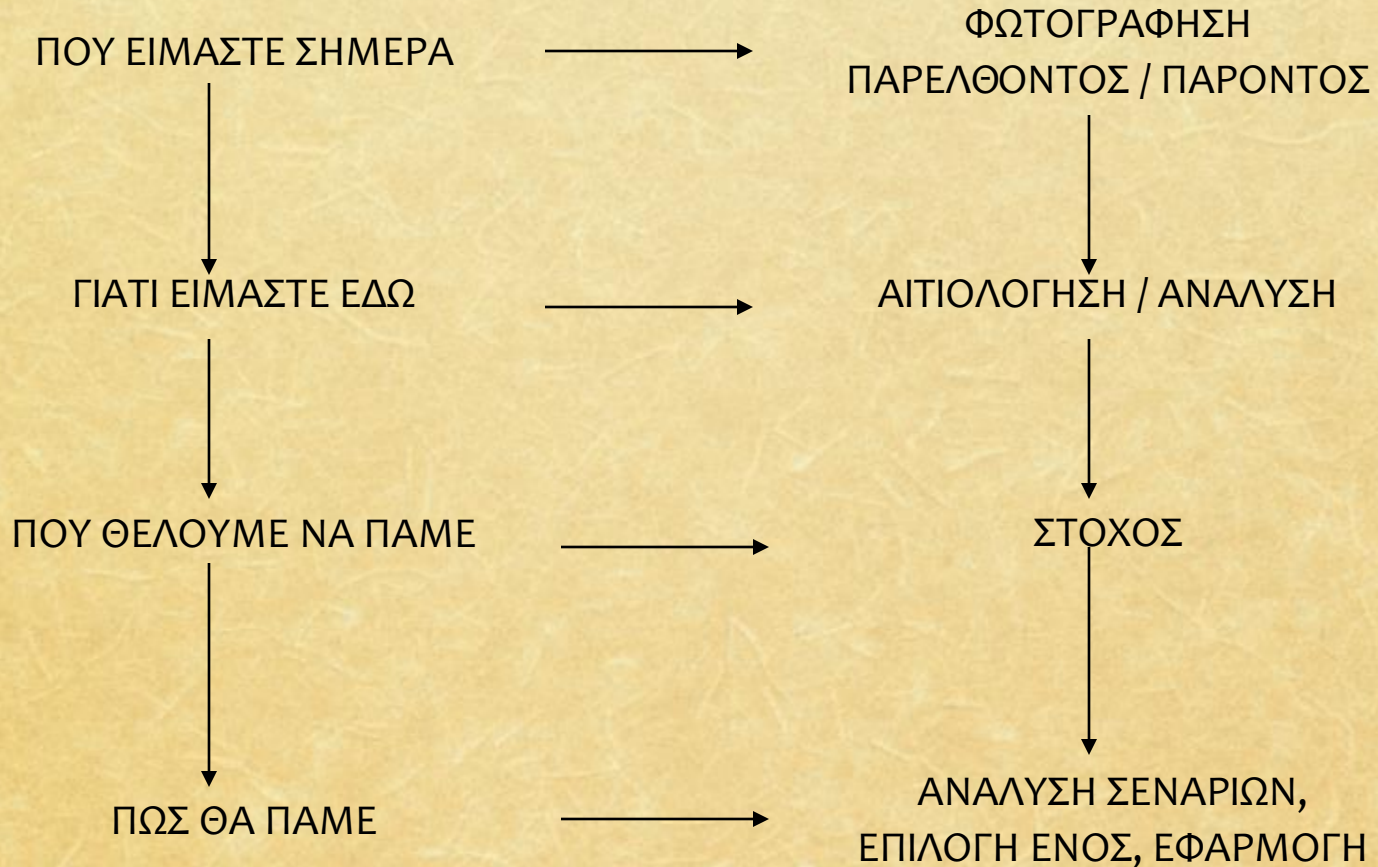 ΠΟΥ ΕΙΜΑΣΤΕ ΣΗΜΕΡΑ
ΦΩΤΟΓΡΑΦΗΣΗ
ΠΑΡΕΛΘΟΝΤΟΣ / ΠΑΡΟΝΤΟΣ
ΓΙΑΤΙ ΕΙΜΑΣΤΕ ΕΔΩ
ΑΙΤΙΟΛΟΓΗΣΗ / ΑΝΑΛΥΣΗ
ΠΟΥ ΘΕΛΟΥΜΕ ΝΑ ΠΑΜΕ
ΣΤΟΧΟΣ
ΠΩΣ ΘΑ ΠΑΜΕ
ΑΝΑΛΥΣΗ ΣΕΝΑΡΙΩΝ,
ΕΠΙΛΟΓΗ ΕΝΟΣ, ΕΦΑΡΜΟΓΗ